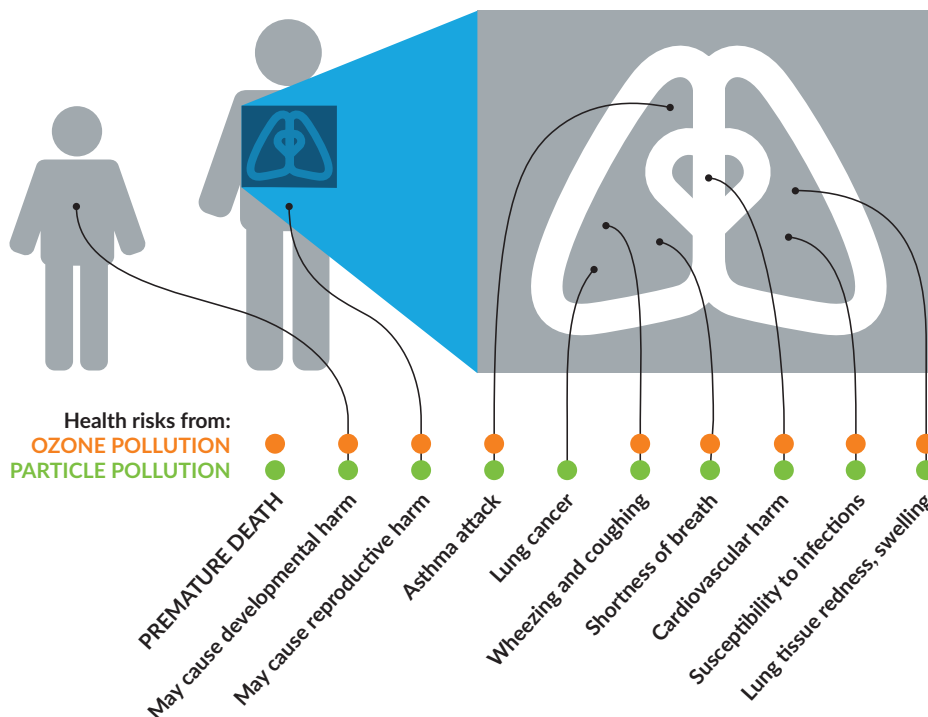 Health risks from:
OZONE POLLUTION
PARTICLE POLLUTION
PREMATURE DEATH
May cause developmental harm
May cause reproductive harm
Asthma attack
Lung cancer
Wheezing and coughing
Shortness of breath
Cardiovascular harm
Susceptibility to infections
Lung tissue redness, swelling